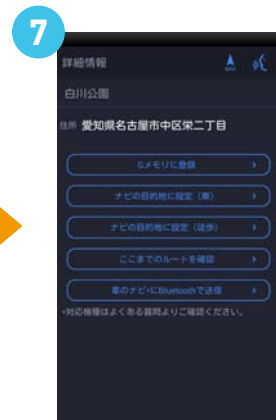 7
詳細情報
白川公園
住所 愛知県名古屋市中区栄二丁目
Gメモリに登録
ナビの目的地に設定（車）
ナビの目的地に設定（徒歩）
ここまでのルートを確認
車のナビ・にBluetoothで送信
・対応機種はよくある質問よりご確認ください。